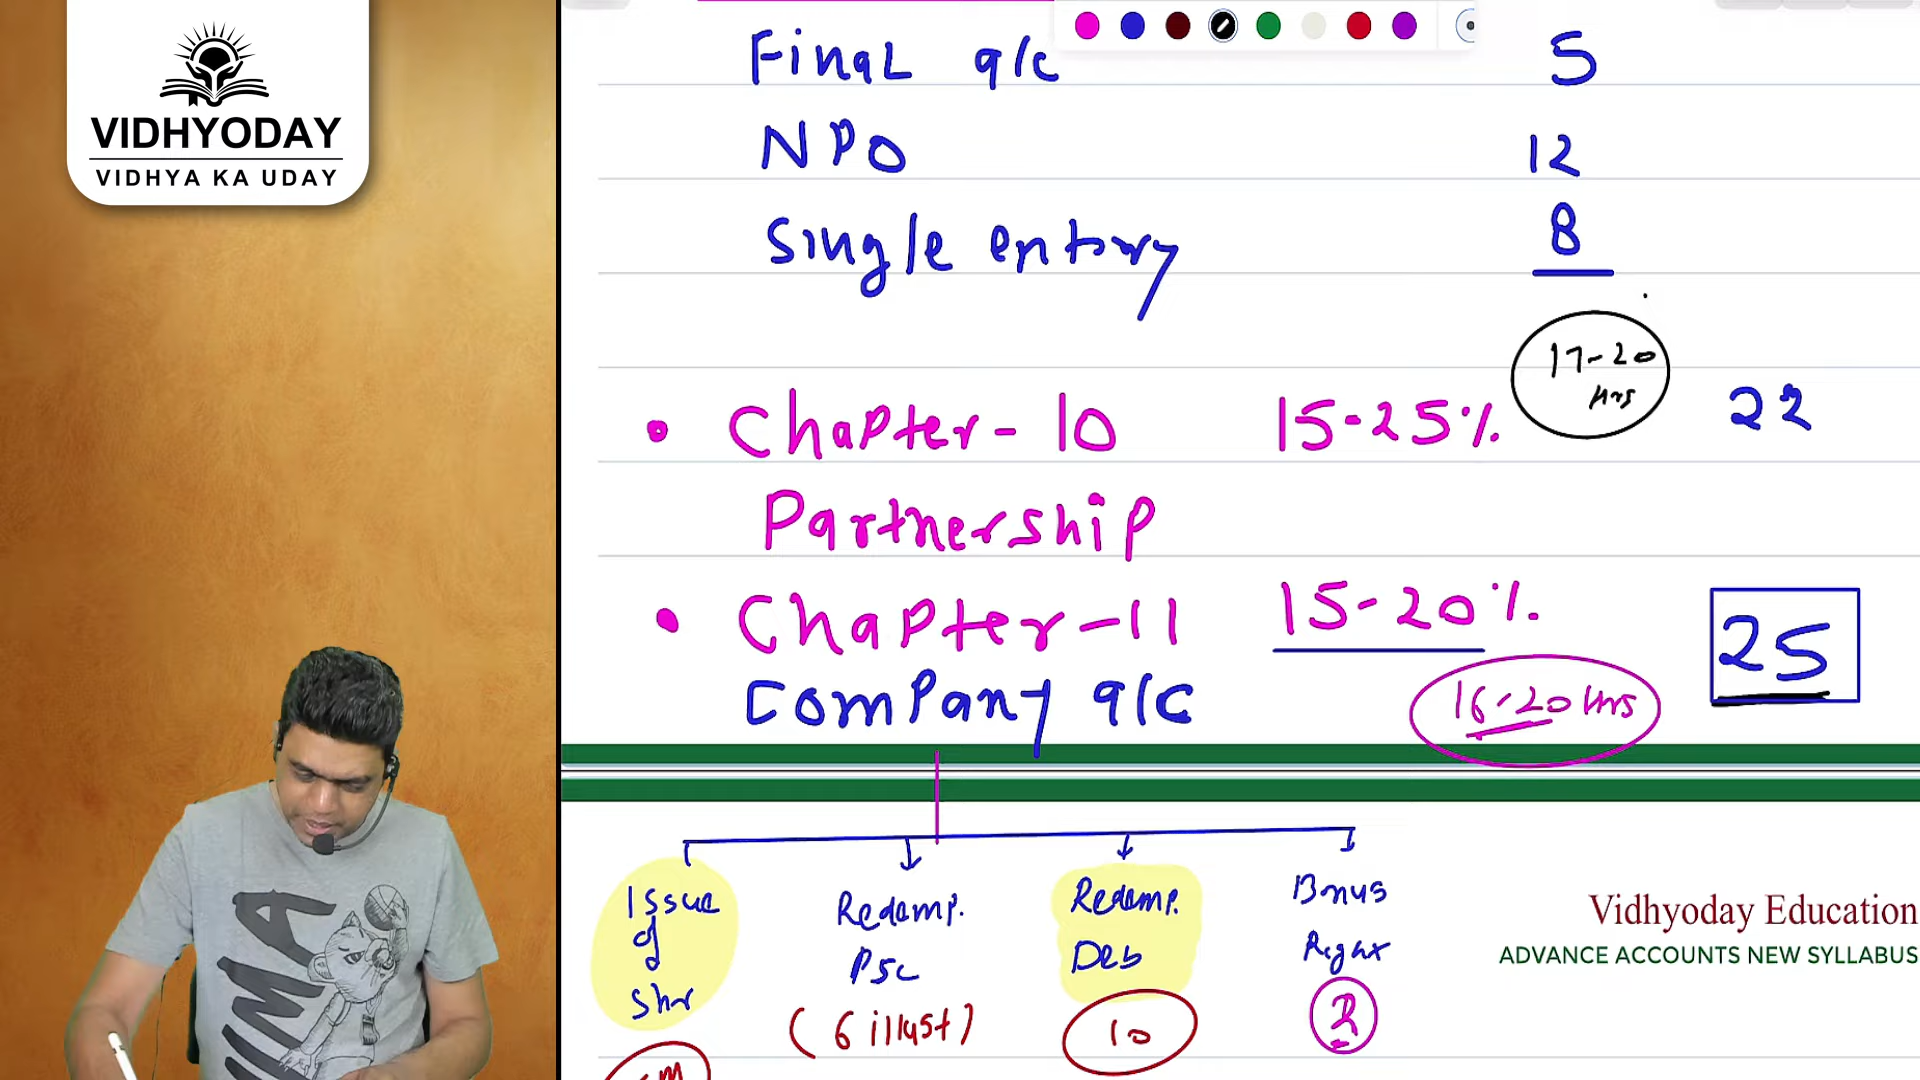 VIDHYODAY
VIDHYA KA UDAY
Final a/c 5
NPO 12
Single entry 8
17-20 Hrs
• Chapter-10 15-25% 22
Partnership
• Chapter-11 15-20% 25
Company a/c 16-20 Hrs
Issue of Shr
Redemp. PSC (6 illust)
Redemp. Deb 10
Bonus Right 2
Vidhyoday Education
ADVANCE ACCOUNTS NEW SYLLABUS
NIMA